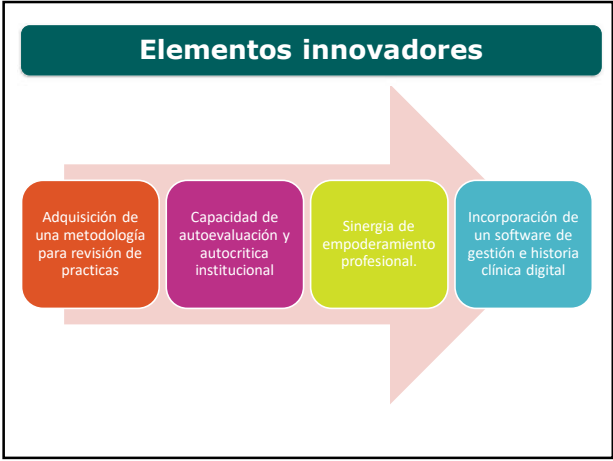 Elementos innovadores
Adquisición de
una metodología
para revisión de
practicas
Capacidad de
autoevaluación y
autocritica
institucional
Sinergia de
empoderamiento
profesional.
Incorporación de
un software de
gestión e historia
clínica digital